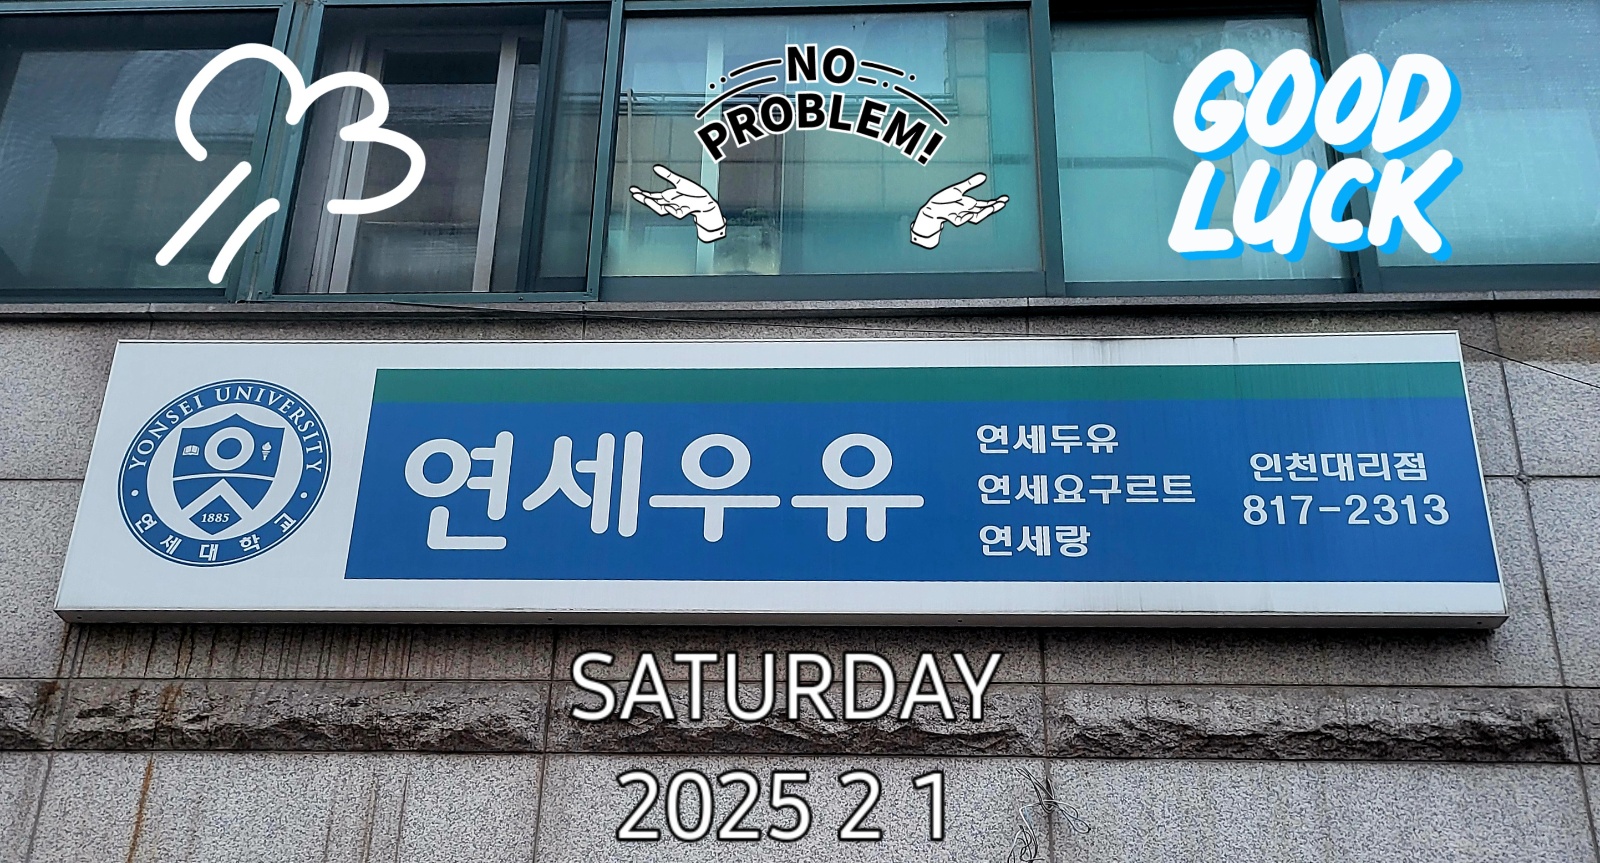 NO
PROBLEM!
GOOD
LUCK
YONSEI UNIVERSITY
1885
연세대학교
연세우유
연세두유
연세요구르트
연세랑
인천대리점
817-2313
SATURDAY
2025 2 1